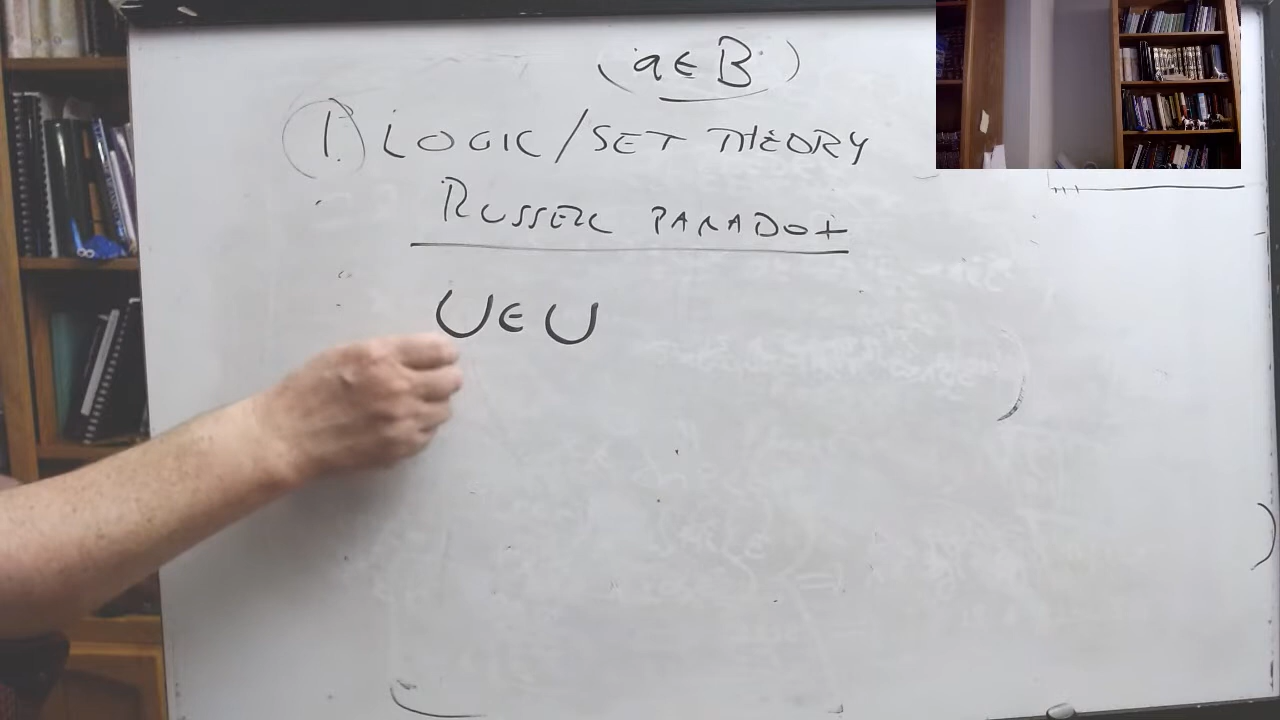 (a ∈ B)
1.) LOGIC/SET THEORY
RUSSELL PARADOX
U ∈ U